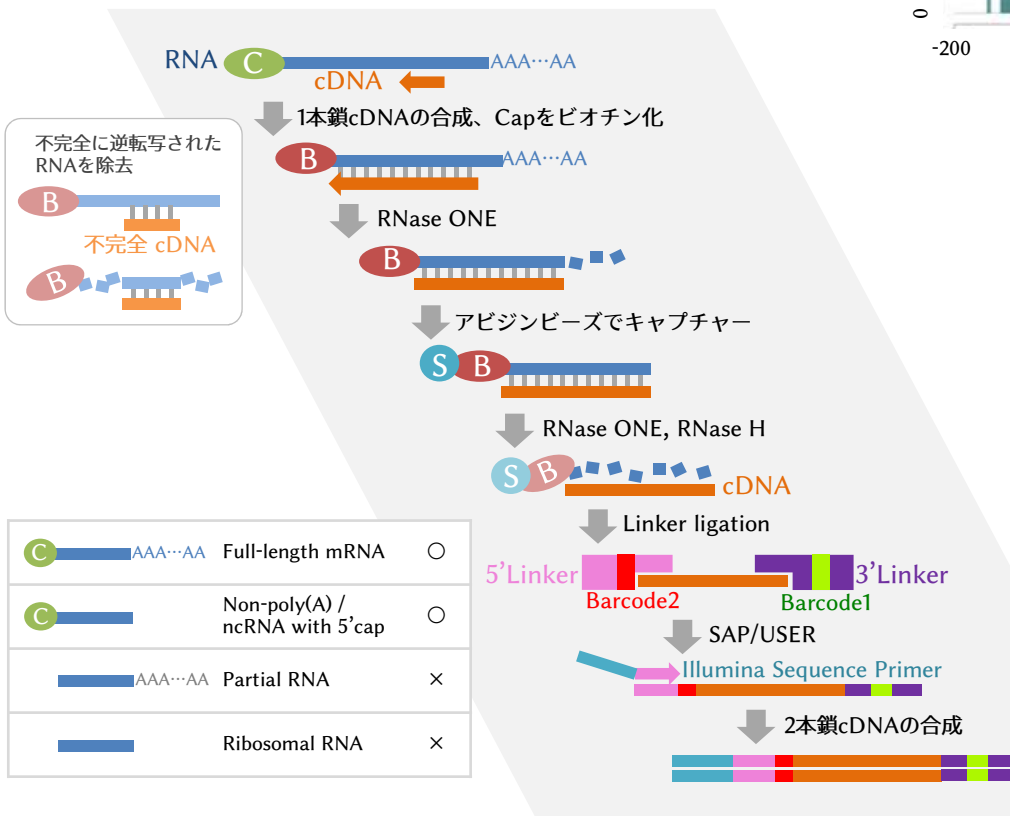 0
-200
RNA C AAA…AA
cDNA
1本鎖cDNAの合成、Capをビオチン化
B AAA…AA
RNase ONE
B
アビジンビーズでキャプチャー
S B
RNase ONE, RNase H
S B
cDNA
Linker ligation
5'Linker 3'Linker
Barcode2 Barcode1
SAP/USER
Illumina Sequence Primer
2本鎖cDNAの合成
不完全に逆転写された
RNAを除去
B
不完全 cDNA
B
C AAA…AA Full-length mRNA ○
C Non-poly(A) / ○
ncRNA with 5'cap
AAA…AA Partial RNA ×
Ribosomal RNA ×